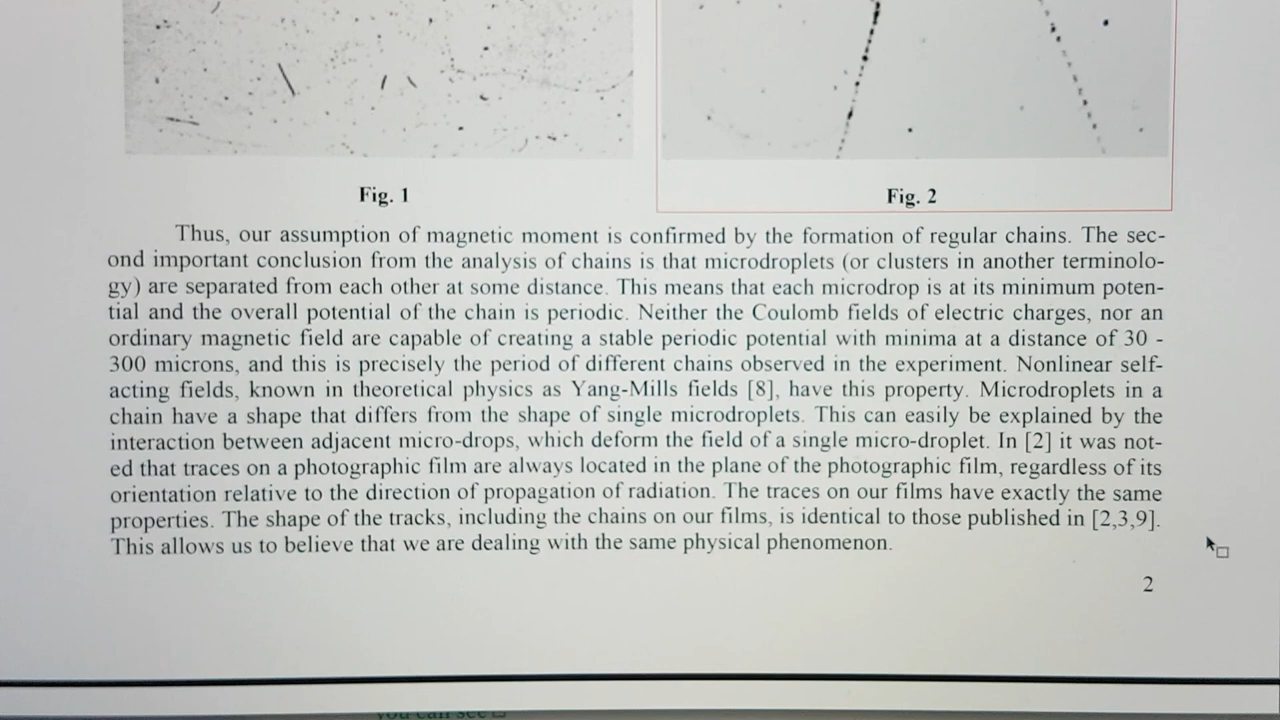 Fig. 1
Fig. 2
Thus, our assumption of magnetic moment is confirmed by the formation of regular chains. The sec-
ond important conclusion from the analysis of chains is that microdroplets (or clusters in another terminolo-
gy) are separated from each other at some distance. This means that each microdrop is at its minimum poten-
tial and the overall potential of the chain is periodic. Neither the Coulomb fields of electric charges, nor an
ordinary magnetic field are capable of creating a stable periodic potential with minima at a distance of 30 -
300 microns, and this is precisely the period of different chains observed in the experiment. Nonlinear self-
acting fields, known in theoretical physics as Yang-Mills fields [8], have this property. Microdroplets in a
chain have a shape that differs from the shape of single microdroplets. This can easily be explained by the
interaction between adjacent micro-drops, which deform the field of a single micro-droplet. In [2] it was not-
ed that traces on a photographic film are always located in the plane of the photographic film, regardless of its
orientation relative to the direction of propagation of radiation. The traces on our films have exactly the same
properties. The shape of the tracks, including the chains on our films, is identical to those published in [2,3,9].
This allows us to believe that we are dealing with the same physical phenomenon.
2